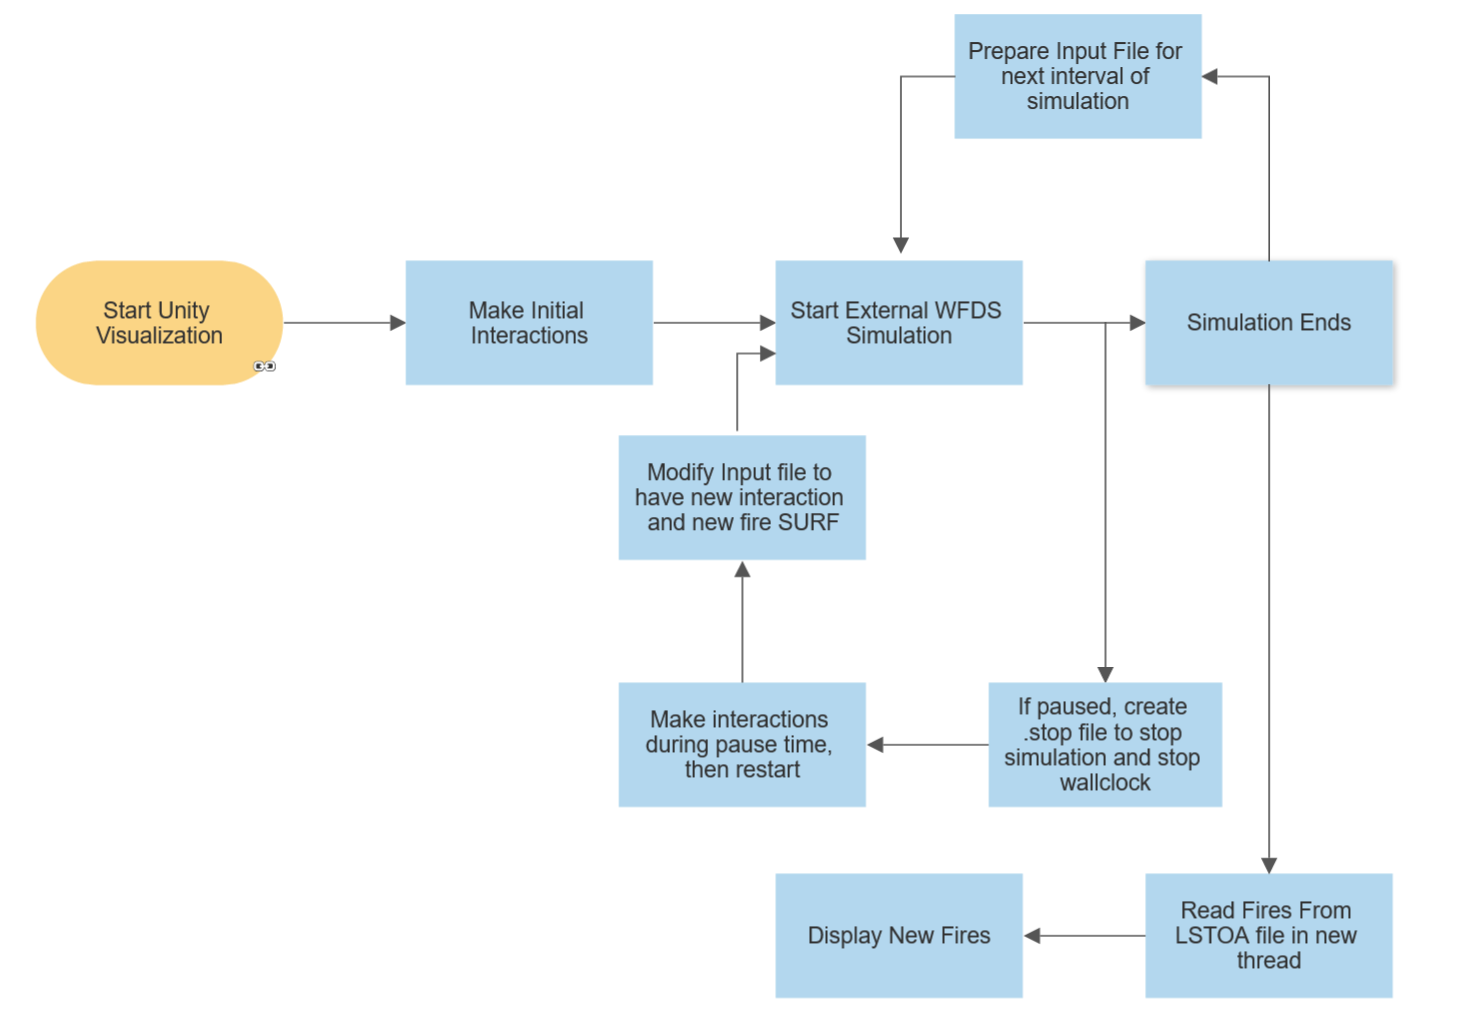 Prepare Input File for
next interval of
simulation
Start Unity
Visualization
Make Initial
Interactions
Start External WFDS
Simulation
Simulation Ends
Modify Input file to
have new interaction
and new fire SURF
Make interactions
during pause time,
then restart
If paused, create
.stop file to stop
simulation and stop
wallclock
Display New Fires
Read Fires From
LSTOA file in new
thread